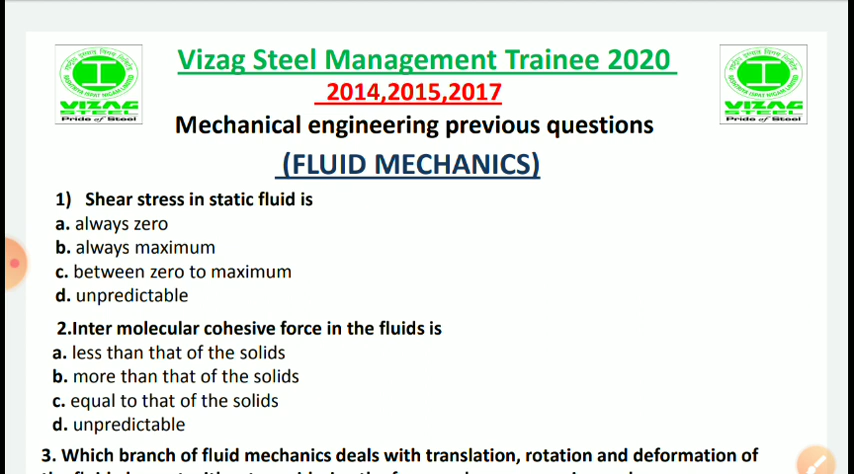 Vizag Steel Management Trainee 2020
2014,2015,2017
Mechanical engineering previous questions
(FLUID MECHANICS)
VIZAG
STEEL
Pride of Steel
VIZAG
STEEL
Pride of Steel
1) Shear stress in static fluid is
a. always zero
b. always maximum
c. between zero to maximum
d. unpredictable
2.Inter molecular cohesive force in the fluids is
a. less than that of the solids
b. more than that of the solids
c. equal to that of the solids
d. unpredictable
3. Which branch of fluid mechanics deals with translation, rotation and deformation of